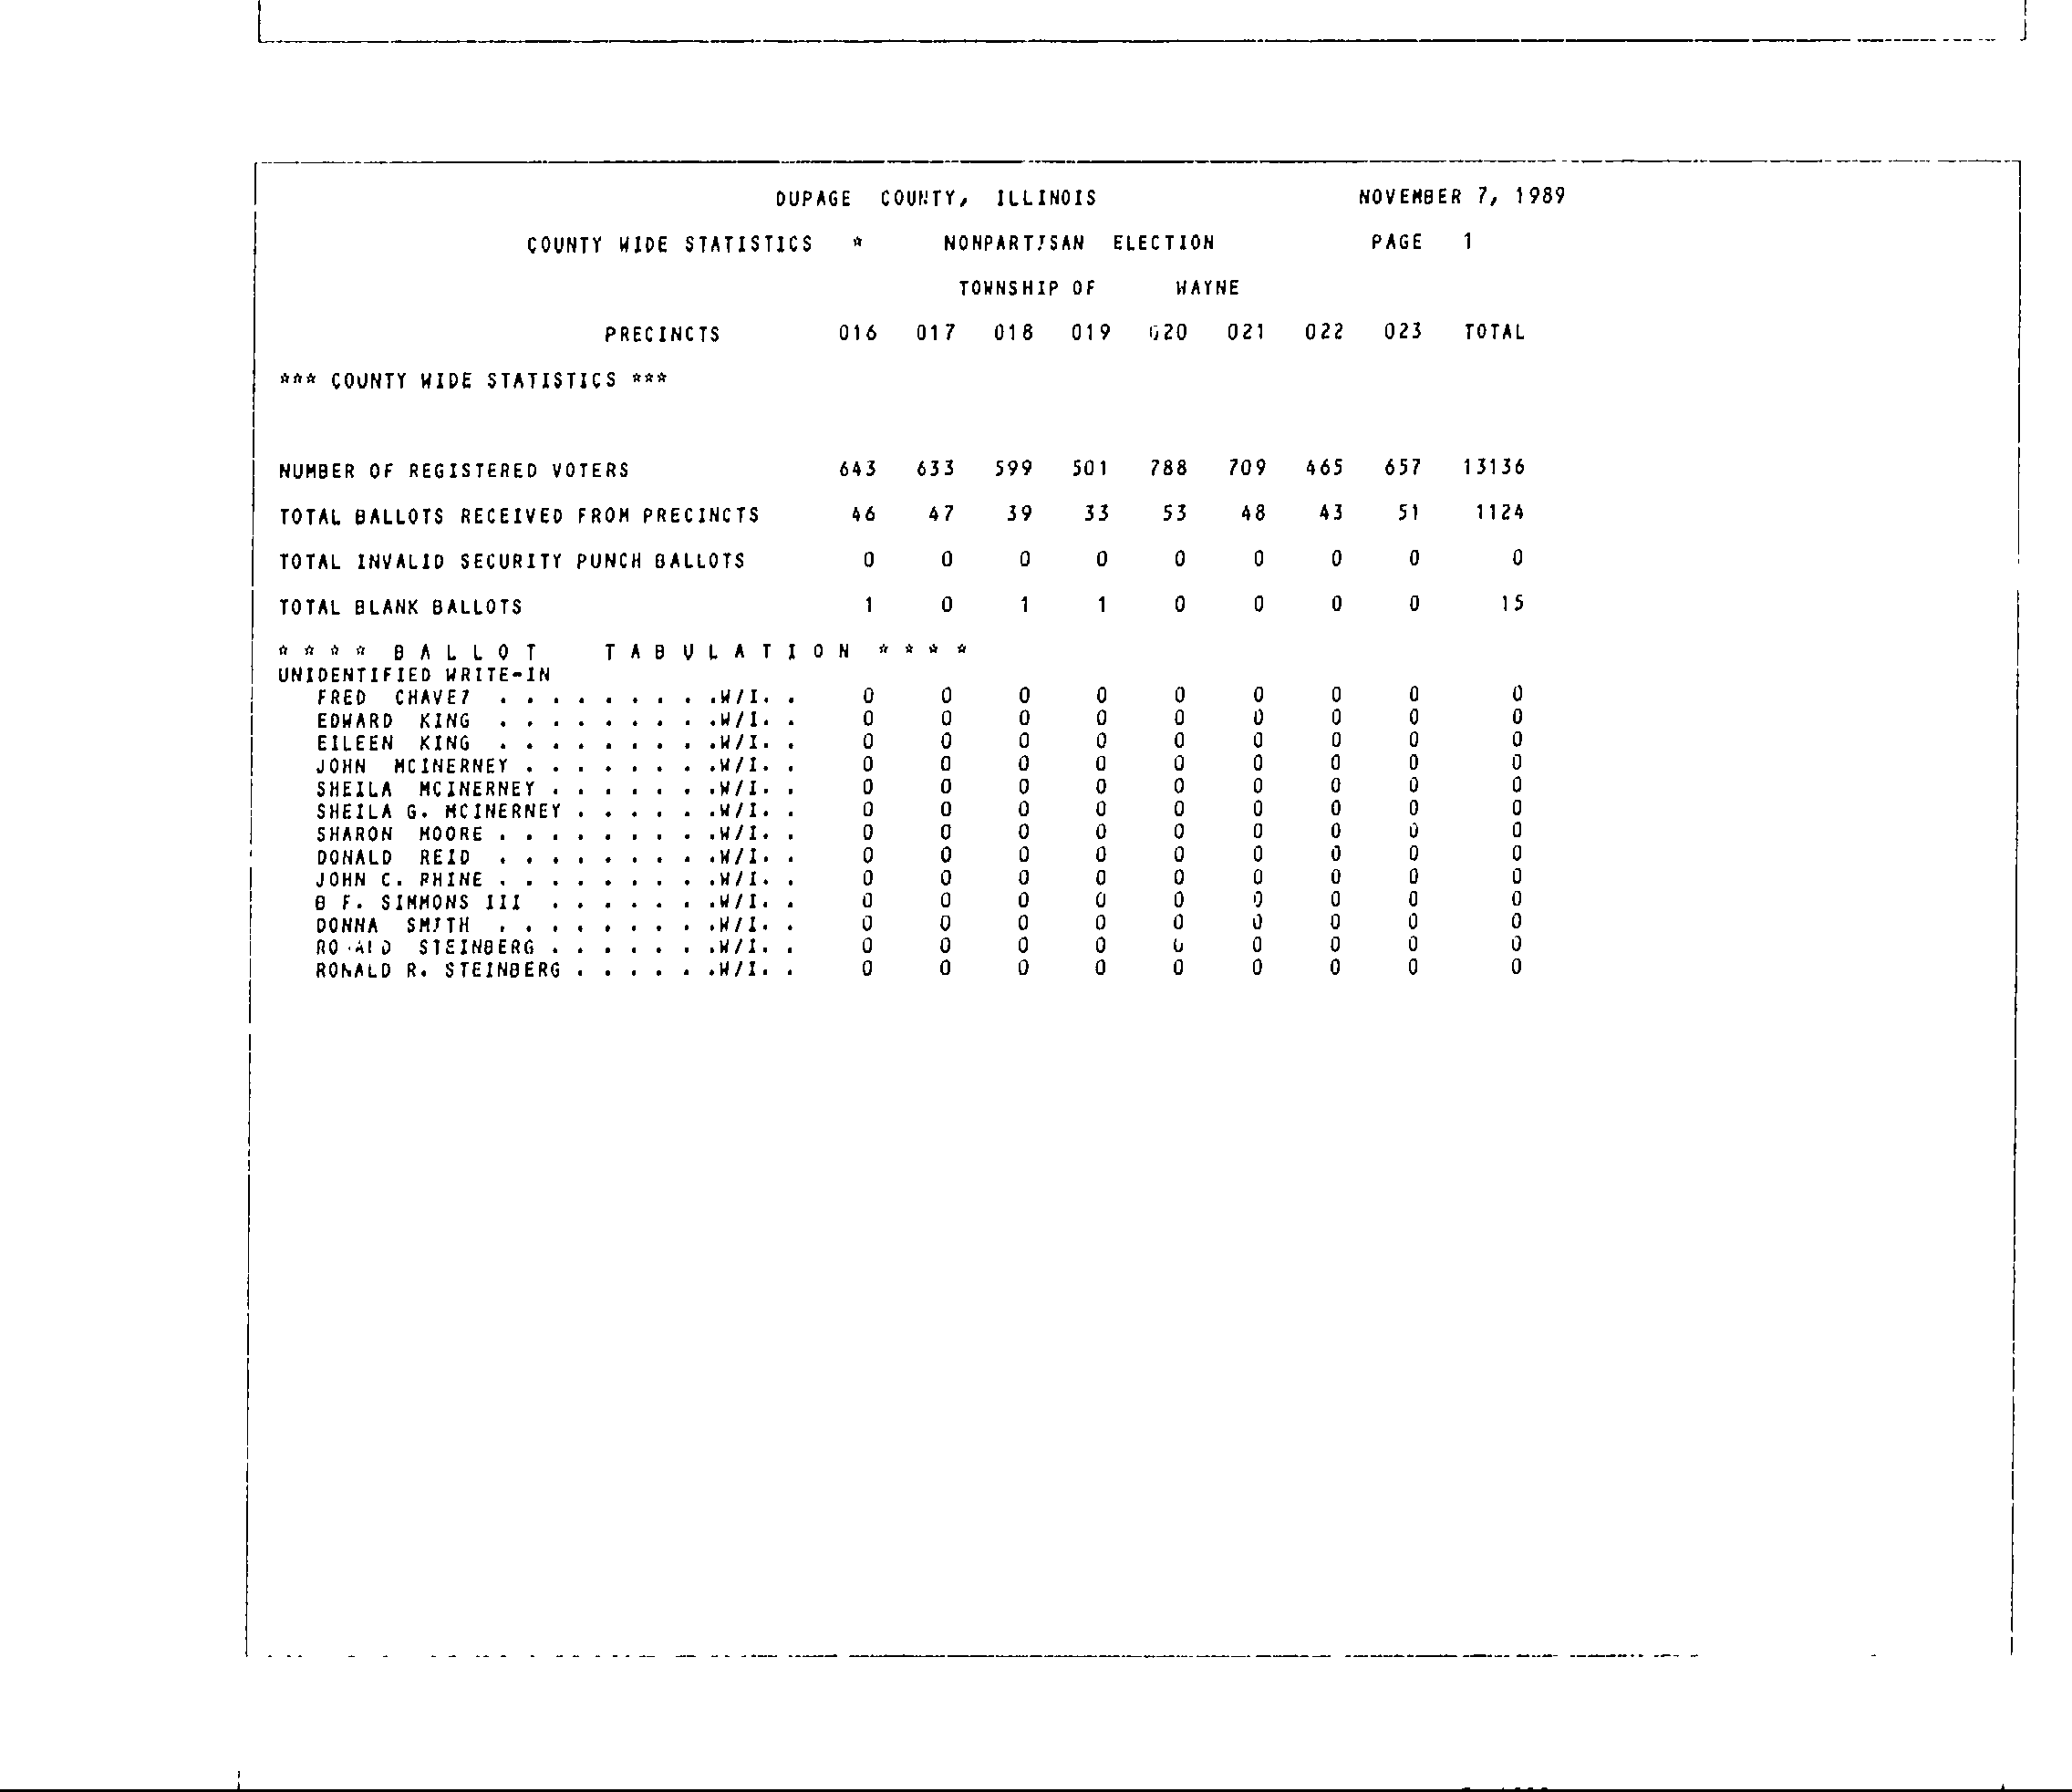 DUPAGE COUNTY, ILLINOIS NOVEMBER 7, 1989
COUNTY WIDE STATISTICS * NONPARTISAN ELECTION PAGE 1
TOWNSHIP OF WAYNE
PRECINCTS 016 017 018 019 020 021 022 023 TOTAL
*** COUNTY WIDE STATISTICS ***
NUMBER OF REGISTERED VOTERS 643 633 599 501 788 709 465 657 13136
TOTAL BALLOTS RECEIVED FROM PRECINCTS 46 47 39 33 53 48 43 51 1124
TOTAL INVALID SECURITY PUNCH BALLOTS 0 0 0 0 0 0 0 0 0
TOTAL BLANK BALLOTS 1 0 1 1 0 0 0 0 15
* * * * B A L L O T T A B U L A T I O N * * * *
UNIDENTIFIED WRITE-IN
FRED CHAVEZ . . . . . . . . .W/I. . 0 0 0 0 0 0 0 0 0
EDWARD KING . . . . . . . . .W/I. . 0 0 0 0 0 0 0 0 0
EILEEN KING . . . . . . . . .W/I. . 0 0 0 0 0 0 0 0 0
JOHN MCINERNEY . . . . . . . .W/I. . 0 0 0 0 0 0 0 0 0
SHEILA MCINERNEY . . . . . . .W/I. . 0 0 0 0 0 0 0 0 0
SHEILA G. MCINERNEY . . . . . .W/I. . 0 0 0 0 0 0 0 0 0
SHARON MOORE . . . . . . . . .W/I. . 0 0 0 0 0 0 0 0 0
DONALD REID . . . . . . . . .W/I. . 0 0 0 0 0 0 0 0 0
JOHN C. RHINE . . . . . . . . .W/I. . 0 0 0 0 0 0 0 0 0
B F. SIMMONS III . . . . . . .W/I. . 0 0 0 0 0 0 0 0 0
DONNA SMITH . . . . . . . . .W/I. . 0 0 0 0 0 0 0 0 0
RONALD STEINBERG . . . . . . .W/I. . 0 0 0 0 0 0 0 0 0
RONALD R. STEINBERG . . . . . .W/I. . 0 0 0 0 0 0 0 0 0